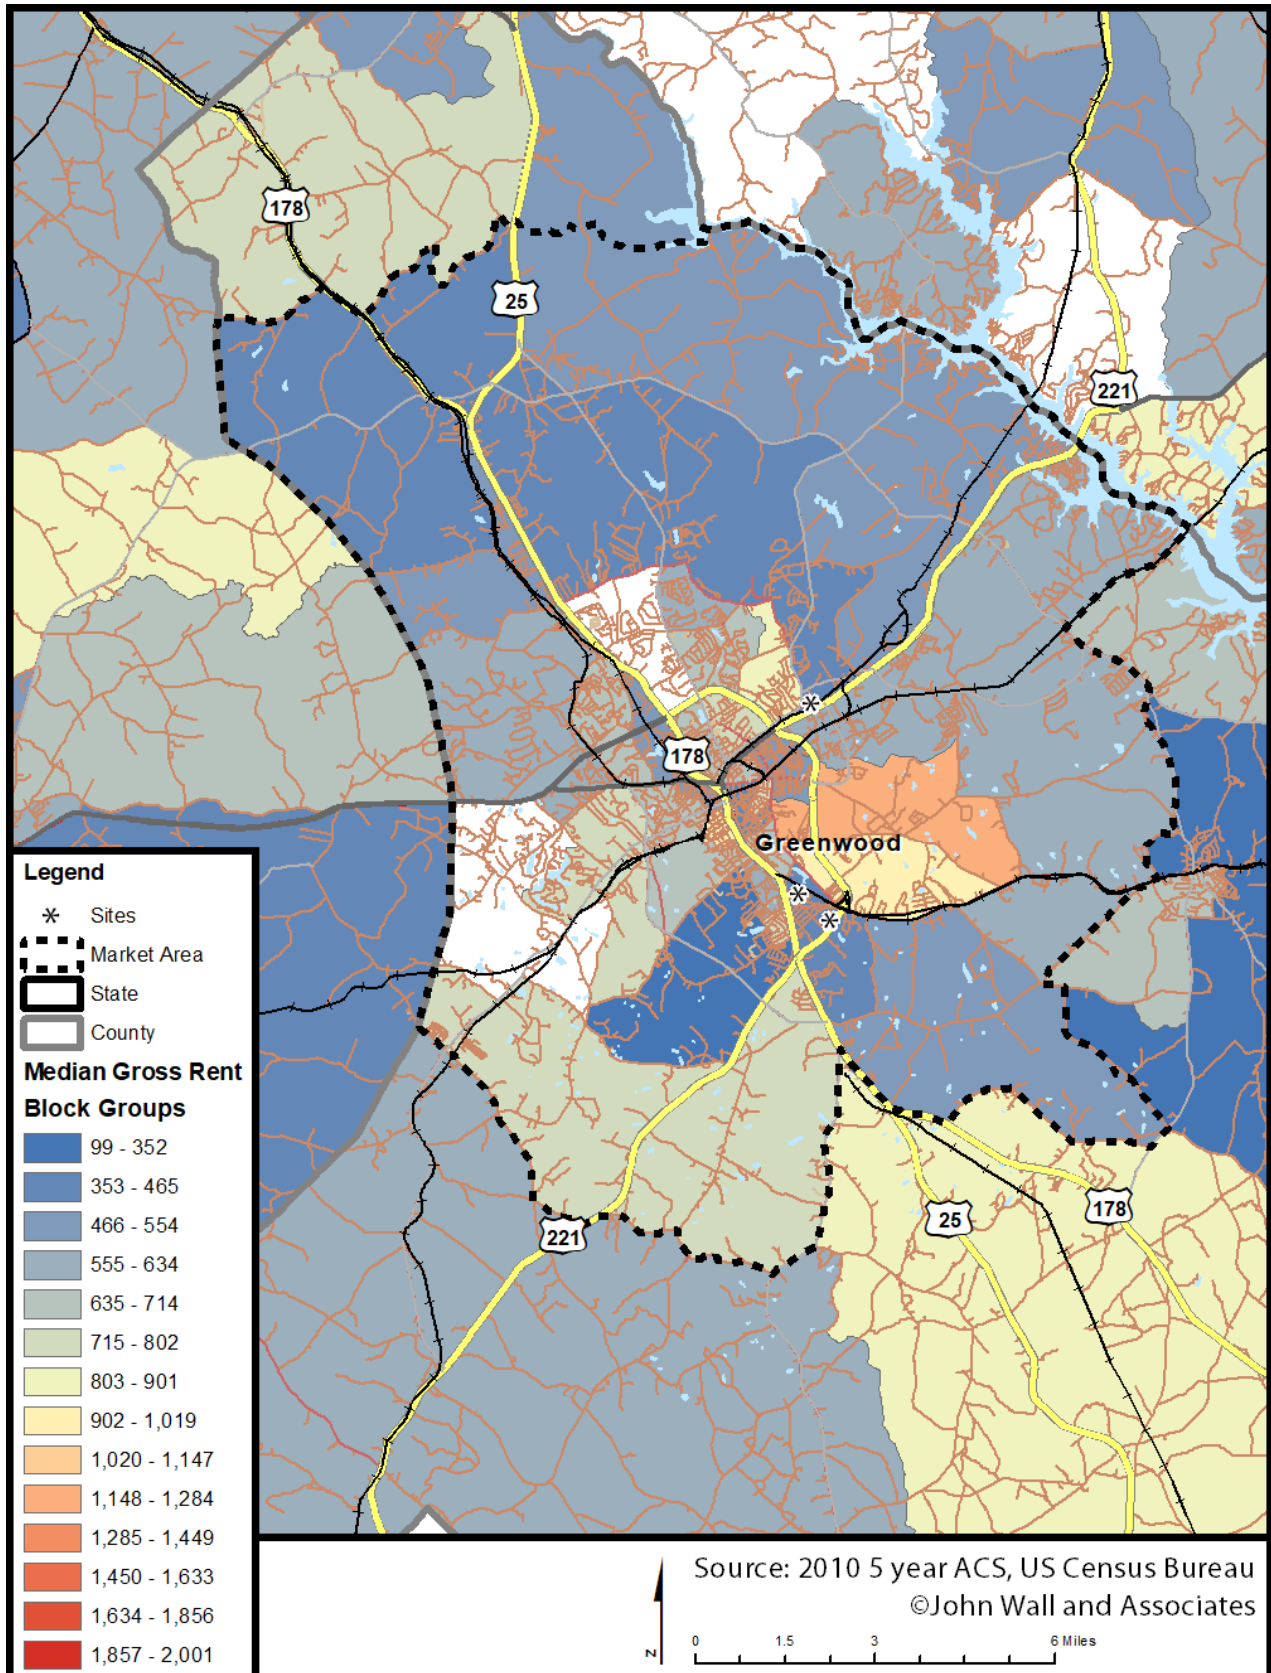 178
25
221
178
Greenwood
25
178
221
Legend
Sites
Market Area
State
County
Median Gross Rent
Block Groups
99 - 352
353 - 465
466 - 554
555 - 634
635 - 714
715 - 802
803 - 901
902 - 1,019
1,020 - 1,147
1,148 - 1,284
1,285 - 1,449
1,450 - 1,633
1,634 - 1,856
1,857 - 2,001
Source: 2010 5 year ACS, US Census Bureau
©John Wall and Associates
N
0 1.5 3 6 Miles